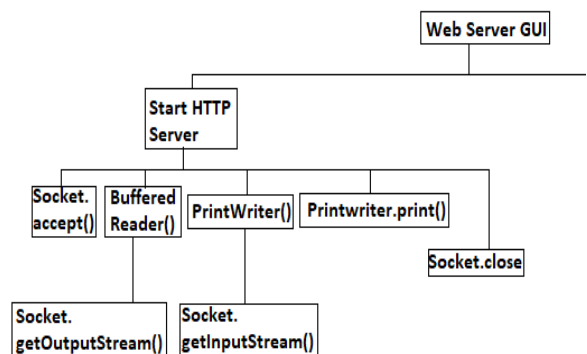 Web Server GUI
Start HTTP
Server
Socket.
accept()
Buffered
Reader()
PrintWriter()
Printwriter.print()
Socket.close
Socket.
getOutputStream()
Socket.
getInputStream()